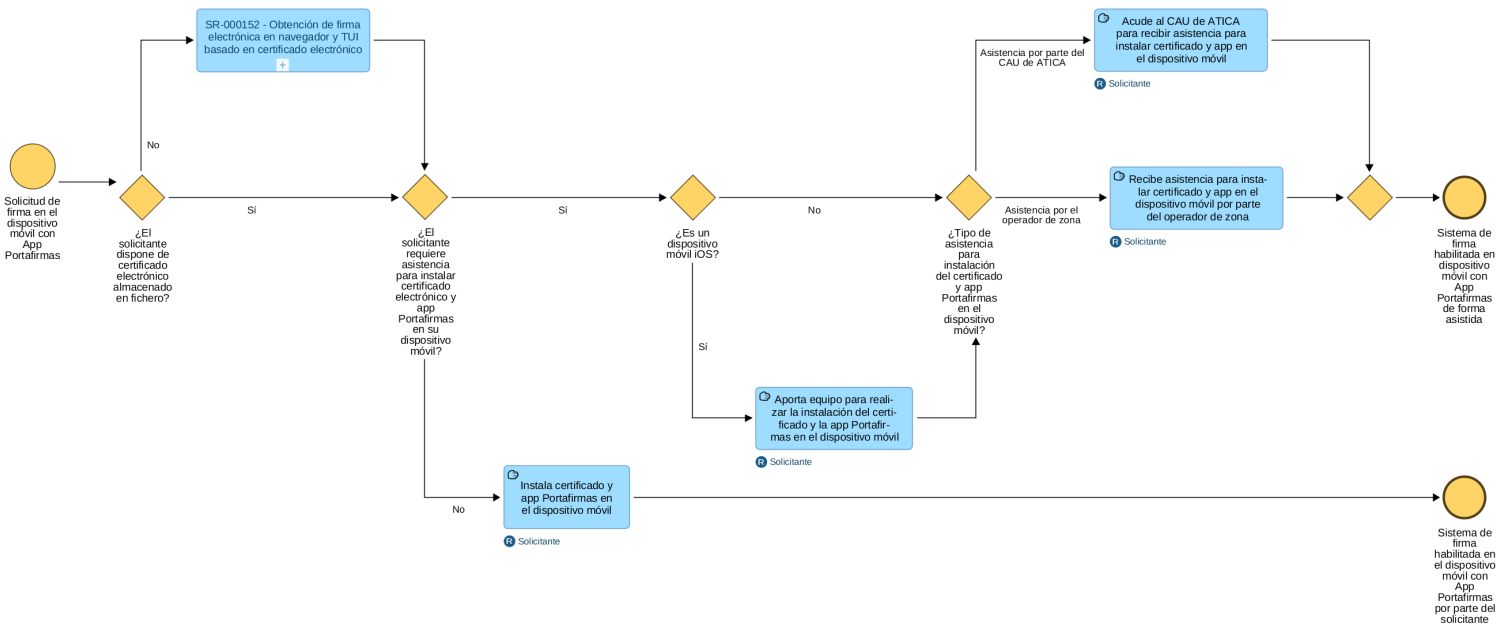 Solicitud de
firma en el
dispositivo
móvil con
App
Portafirmas
¿El
solicitante
dispone de
certificado
electrónico
almacenado
en fichero?
No
Sí
SR-000152 - Obtención de firma
electrónica en navegador y TUI
basado en certificado electrónico
+
¿El
solicitante
requiere
asistencia
para instalar
certificado
electrónico y
app
Portafirmas
en su
dispositivo
móvil?
Sí
No
Instala certificado y
app Portafirmas en
el dispositivo móvil
R Solicitante
¿Es un
dispositivo
móvil iOS?
No
Sí
Aporta equipo para reali-
zar la instalación del certi-
ficado y la app Portafir-
mas en el dispositivo móvil
R Solicitante
¿Tipo de
asistencia
para
instalación
del certificado
y app
Portafirmas
en el
dispositivo
móvil?
Asistencia por parte del
CAU de ATICA
Acude al CAU de ATICA
para recibir asistencia para
instalar certificado y app en
el dispositivo móvil
R Solicitante
Asistencia por el
operador de zona
Recibe asistencia para insta-
lar certificado y app en el
dispositivo móvil por parte
del operador de zona
R Solicitante
Sistema de
firma
habilitada en
dispositivo
móvil con
App
Portafirmas
de forma
asistida
Sistema de
firma
habilitada en
el dispositivo
móvil con
App
Portafirmas
por parte del
solicitante